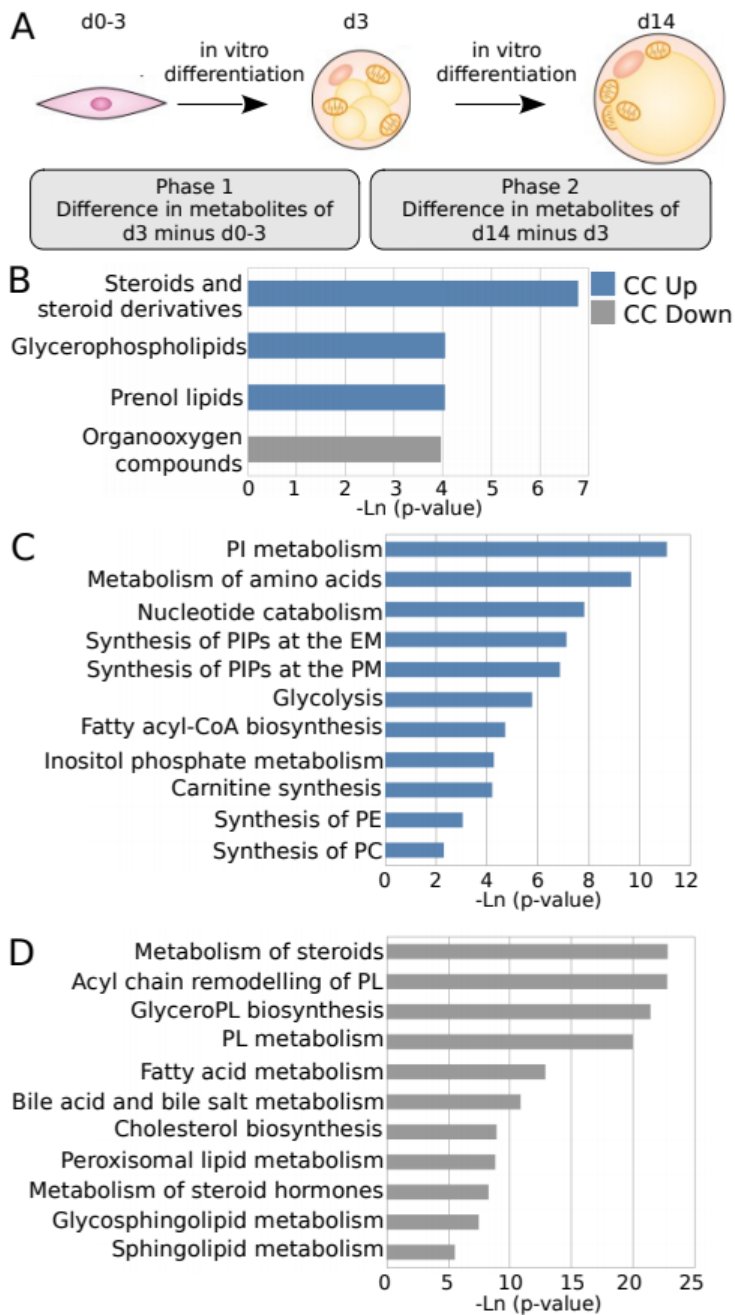 A
d0-3
d3
d14
in vitro
differentiation
in vitro
differentiation
Phase 1
Difference in metabolites of
d3 minus d0-3
Phase 2
Difference in metabolites of
d14 minus d3
B
Steroids and
steroid derivatives
Glycerophospholipids
Prenol lipids
Organooxygen
compounds
CC Up
CC Down
0 1 2 3 4 5 6 7
-Ln (p-value)
C
PI metabolism
Metabolism of amino acids
Nucleotide catabolism
Synthesis of PIPs at the EM
Synthesis of PIPs at the PM
Glycolysis
Fatty acyl-CoA biosynthesis
Inositol phosphate metabolism
Carnitine synthesis
Synthesis of PE
Synthesis of PC
0 2 4 6 8 10 12
-Ln (p-value)
D
Metabolism of steroids
Acyl chain remodelling of PL
GlyceroPL biosynthesis
PL metabolism
Fatty acid metabolism
Bile acid and bile salt metabolism
Cholesterol biosynthesis
Peroxisomal lipid metabolism
Metabolism of steroid hormones
Glycosphingolipid metabolism
Sphingolipid metabolism
0 5 10 15 20 25
-Ln (p-value)